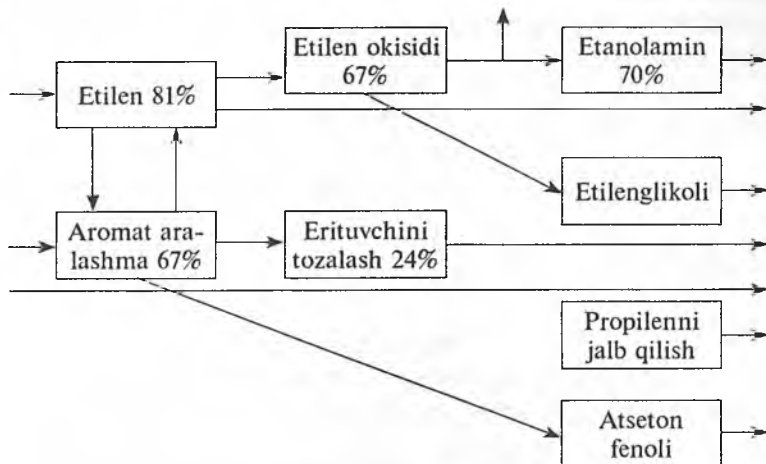 Etilen okisidi
67%
Etanolamin
70%
Etilen 81%
Etilenglikoli
Aromat ara-
lashma 67%
Erituvchini
tozalash 24%
Propilenni
jalb qilish
Atseton
fenoli